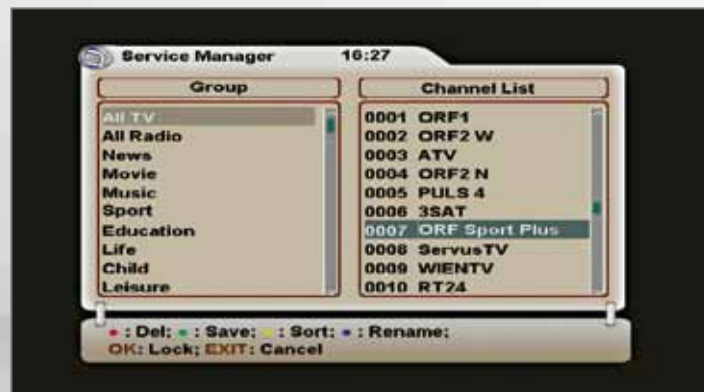 Service Manager 16:27
Group
Channel List
All TV
All Radio
News
Movie
Music
Sport
Education
Life
Child
Leisure
0001 ORF1
0002 ORF2 W
0003 ATV
0004 ORF2 N
0005 PULS 4
0006 3SAT
0007 ORF Sport Plus
0008 ServusTV
0009 WIENTV
0010 RT24
: Del; : Save; : Sort; : Rename;
OK: Lock; EXIT: Cancel